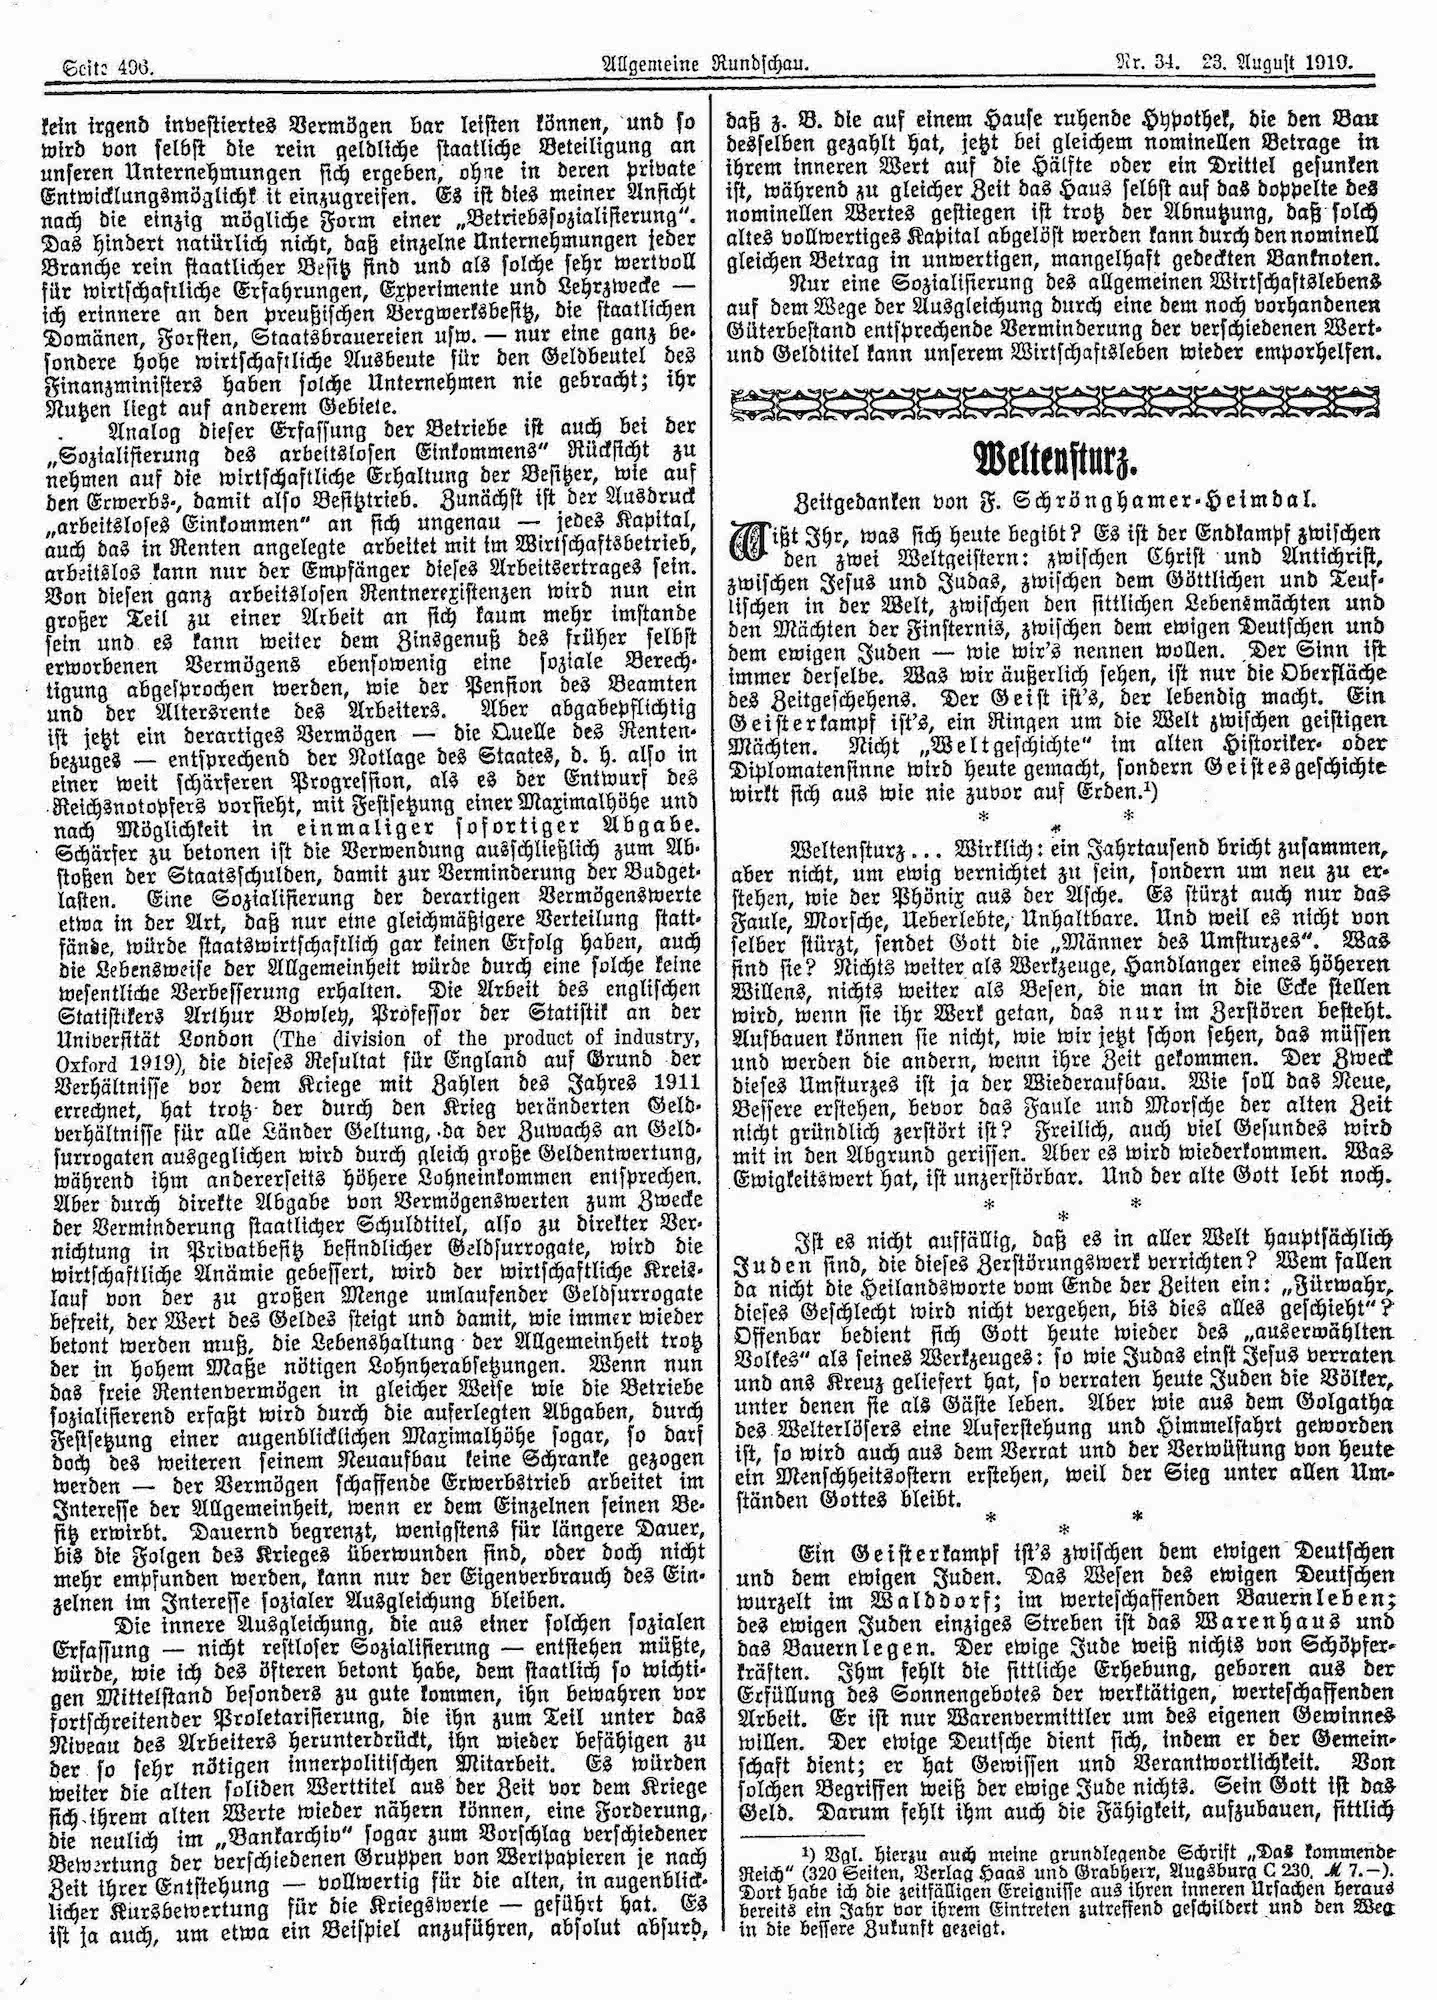 Seite 496.
Allgemeine Rundschau.
Nr. 34. 23. August 1919.
kein irgend investiertes Vermögen bar leisten können, und so
wird von selbst die rein geldliche staatliche Beteiligung an
unseren Unternehmungen sich ergeben, ohne in deren private
Entwicklungsmöglichk it einzugreifen. Es ist dies meiner Ansicht
nach die einzig mögliche Form einer „Betriebssozialisierung“.
Das hindert natürlich nicht, daß einzelne Unternehmungen jeder
Branche rein staatlicher Besitz sind und als solche sehr wertvoll
für wirtschaftliche Erfahrungen, Experimente und Lehrzwecke —
ich erinnere an den preußischen Bergwerksbesitz, die staatlichen
Domänen, Forsten, Staatsbrauereien usw. — nur eine ganz be-
sondere hohe wirtschaftliche Ausbeute für den Geldbeutel des
Finanzministers haben solche Unternehmen nie gebracht; ihr
Nutzen liegt auf anderem Gebiete.
Analog dieser Erfassung der Betriebe ist auch bei der
„Sozialisierung des arbeitslosen Einkommens“ Rücksicht zu
nehmen auf die wirtschaftliche Erhaltung der Besitzer, wie auf
den Erwerbs-, damit also Besitztrieb. Zunächst ist der Ausdruck
„arbeitsloses Einkommen“ an sich ungenau — jedes Kapital,
auch das in Renten angelegte arbeitet mit im Wirtschaftsbetrieb,
arbeitslos kann nur der Empfänger dieses Arbeitsertrages sein.
Von diesen ganz arbeitslosen Rentnerexistenzen wird nun ein
großer Teil zu einer Arbeit an sich kaum mehr imstande
sein und es kann weiter dem Zinsgenuß des früher selbst
erworbenen Vermögens ebensowenig eine soziale Berech-
tigung abgesprochen werden, wie der Pension des Beamten
und der Altersrente des Arbeiters. Aber abgabepflichtig
ist jetzt ein derartiges Vermögen — die Quelle des Renten-
bezuges — entsprechend der Notlage des Staates, d. h. also in
einer weit schärferen Progression, als es der Entwurf des
Reichsnotopfers vorsieht, mit Festsetzung einer Maximalhöhe und
nach Möglichkeit in einmaliger sofortiger Abgabe.
Schärfer zu betonen ist die Verwendung ausschließlich zum Ab-
stoßen der Staatsschulden, damit zur Verminderung der Budget-
lasten. Eine Sozialisierung der derartigen Vermögenswerte
etwa in der Art, daß nur eine gleichmäßigere Verteilung statt-
fände, würde staatswirtschaftlich gar keinen Erfolg haben, auch
die Lebensweise der Allgemeinheit würde durch eine solche keine
wesentliche Verbesserung erhalten. Die Arbeit des englischen
Statistikers Arthur Bowley, Professor der Statistik an der
Universität London (The division of the product of industry,
Oxford 1919), die dieses Resultat für England auf Grund der
Verhältnisse vor dem Kriege mit Zahlen des Jahres 1911
errechnet, hat trotz der durch den Krieg veränderten Geld-
verhältnisse für alle Länder Geltung, da der Zuwachs an Geld-
surrogaten ausgeglichen wird durch gleich große Geldentwertung,
während ihm andererseits höhere Lohneinkommen entsprechen.
Aber durch direkte Abgabe von Vermögenswerten zum Zwecke
der Verminderung staatlicher Schuldtitel, also zu direkter Ver-
nichtung in Privatbesitz befindlicher Geldsurrogate, wird die
wirtschaftliche Anämie gebessert, wird der wirtschaftliche Kreis-
lauf von der zu großen Menge umlaufender Geldsurrogate
befreit, der Wert des Geldes steigt und damit, wie immer wieder
betont werden muß, die Lebenshaltung der Allgemeinheit trotz
der in hohem Maße nötigen Lohnherabsetzungen. Wenn nun
das freie Rentenvermögen in gleicher Weise wie die Betriebe
sozialisierend erfaßt wird durch die auferlegten Abgaben, durch
Festsetzung einer augenblicklichen Maximalhöhe sogar, so darf
doch des weiteren seinem Neuaufbau keine Schranke gezogen
werden — der Vermögen schaffende Erwerbstrieb arbeitet im
Interesse der Allgemeinheit, wenn er dem Einzelnen seinen Be-
sitz erwirbt. Dauernd begrenzt, wenigstens für längere Dauer,
bis die Folgen des Krieges überwunden sind, oder doch nicht
mehr empfunden werden, kann nur der Eigenverbrauch des Ein-
zelnen im Interesse sozialer Ausgleichung bleiben.
Die innere Ausgleichung, die aus einer solchen sozialen
Erfassung — nicht restloser Sozialisierung — entstehen müßte,
würde, wie ich des öfteren betont habe, dem staatlich so wichti-
gen Mittelstand besonders zu gute kommen, ihn bewahren vor
fortschreitender Proletarisierung, die ihn zum Teil unter das
Niveau des Arbeiters herunterdrückt, ihn wieder befähigen zu
der so sehr nötigen innerpolitischen Mitarbeit. Es würden
weiter die alten soliden Werttitel aus der Zeit vor dem Kriege
sich ihrem alten Werte wieder nähern können, eine Forderung,
die neulich im „Bankarchiv“ sogar zum Vorschlag verschiedener
Bewertung der verschiedenen Gruppen von Wertpapieren je nach
Zeit ihrer Entstehung — vollwertig für die alten, in augenblick-
licher Kursbewertung für die Kriegswerte — geführt hat. Es
ist ja auch, um etwa ein Beispiel anzuführen, absolut absurd,
daß z. B. die auf einem Hause ruhende Hypothek, die den Bau
desselben gezahlt hat, jetzt bei gleichem nominellen Betrage in
ihrem inneren Wert auf die Hälfte oder ein Drittel gesunken
ist, während zu gleicher Zeit das Haus selbst auf das doppelte des
nominellen Wertes gestiegen ist trotz der Abnutzung, daß solch
altes vollwertiges Kapital abgelöst werden kann durch den nominell
gleichen Betrag in unwertigen, mangelhaft gedeckten Banknoten.
Nur eine Sozialisierung des allgemeinen Wirtschaftslebens
auf dem Wege der Ausgleichung durch eine dem noch vorhandenen
Güterbestand entsprechende Verminderung der verschiedenen Wert-
und Geldtitel kann unserem Wirtschaftsleben wieder emporhelfen.
Weltensturz.
Zeitgedanken von F. Schrönghamer-Heimdal.
Wißt Ihr, was sich heute begibt? Es ist der Endkampf zwischen
den zwei Weltgeistern: zwischen Christ und Antichrist,
zwischen Jesus und Judas, zwischen dem Göttlichen und Teuf-
lischen in der Welt, zwischen den sittlichen Lebensmächten und
den Mächten der Finsternis, zwischen dem ewigen Deutschen und
dem ewigen Juden — wie wir's nennen wollen. Der Sinn ist
immer derselbe. Was wir äußerlich sehen, ist nur die Oberfläche
des Zeitgeschehens. Der Geist ist's, der lebendig macht. Ein
Geisterkampf ist's, ein Ringen um die Welt zwischen geistigen
Mächten. Nicht „Weltgeschichte“ im alten Historiker- oder
Diplomatensinne wird heute gemacht, sondern Geistesgeschichte
wirkt sich aus wie nie zuvor auf Erden.¹)
* * *
Weltensturz... Wirklich: ein Jahrtausend bricht zusammen,
aber nicht, um ewig vernichtet zu sein, sondern um neu zu er-
stehen, wie der Phönix aus der Asche. Es stürzt auch nur das
Faule, Morsche, Ueberlebte, Unhaltbare. Und weil es nicht von
selber stürzt, sendet Gott die „Männer des Umsturzes“. Was
sind sie? Nichts weiter als Werkzeuge, Handlanger eines höheren
Willens, nichts weiter als Besen, die man in die Ecke stellen
wird, wenn sie ihr Werk getan, das nur im Zerstören besteht.
Aufbauen können sie nicht, wie wir jetzt schon sehen, das müssen
und werden die andern, wenn ihre Zeit gekommen. Der Zweck
dieses Umsturzes ist ja der Wiederaufbau. Wie soll das Neue,
Bessere erstehen, bevor das Faule und Morsche der alten Zeit
nicht gründlich zerstört ist? Freilich, auch viel Gesundes wird
mit in den Abgrund gerissen. Aber es wird wiederkommen. Was
Ewigkeitswert hat, ist unzerstörbar. Und der alte Gott lebt noch.
* * *
Ist es nicht auffällig, daß es in aller Welt hauptsächlich
Juden sind, die dieses Zerstörungswerk verrichten? Wem fallen
da nicht die Heilandsworte vom Ende der Zeiten ein: „Fürwahr,
dieses Geschlecht wird nicht vergehen, bis dies alles geschieht“?
Offenbar bedient sich Gott heute wieder des „auserwählten
Volkes“ als seines Werkzeuges: so wie Judas einst Jesus verraten
und ans Kreuz geliefert hat, so verraten heute Juden die Völker,
unter denen sie als Gäste leben. Aber wie aus dem Golgatha
des Welterlösers eine Auferstehung und Himmelfahrt geworden
ist, so wird auch aus dem Verrat und der Verwüstung von heute
ein Menschheitsostern erstehen, weil der Sieg unter allen Um-
ständen Gottes bleibt.
* * *
Ein Geisterkampf ist's zwischen dem ewigen Deutschen
und dem ewigen Juden. Das Wesen des ewigen Deutschen
wurzelt im Walddorf; im werteschaffenden Bauernleben;
des ewigen Juden einziges Streben ist das Warenhaus und
das Bauernlegen. Der ewige Jude weiß nichts von Schöpfer-
kräften. Ihm fehlt die sittliche Erhebung, geboren aus der
Erfüllung des Sonnengebotes der werktätigen, werteschaffenden
Arbeit. Er ist nur Warenvermittler um des eigenen Gewinnes
willen. Der ewige Deutsche dient sich, indem er der Gemein-
schaft dient; er hat Gewissen und Verantwortlichkeit. Von
solchen Begriffen weiß der ewige Jude nichts. Sein Gott ist das
Geld. Darum fehlt ihm auch die Fähigkeit, aufzubauen, sittlich
¹) Vgl. hierzu auch meine grundlegende Schrift „Das kommende
Reich“ (320 Seiten, Verlag Haas und Grabherr, Augsburg C 230, ℳ 7.—).
Dort habe ich die zeitfälligen Ereignisse aus ihren inneren Ursachen heraus
bereits ein Jahr vor ihrem Eintreten zutreffend geschildert und den Weg
in die bessere Zukunft gezeigt.